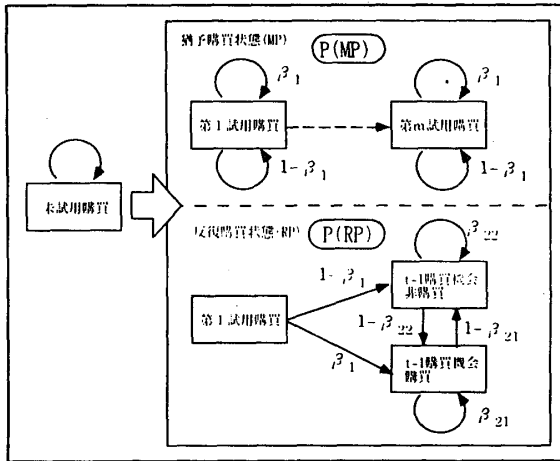 猶予購買状態(MP)
P(MP)
β1
β1
第1試用購買
第m試用購買
1-β1
1-β1
未試用購買
反復購買状態(RP)
P(RP)
β22
1-β1
t-1購買機会
非購買
第1試用購買
1-β22
1-β21
β1
t-1購買機会
購買
β21